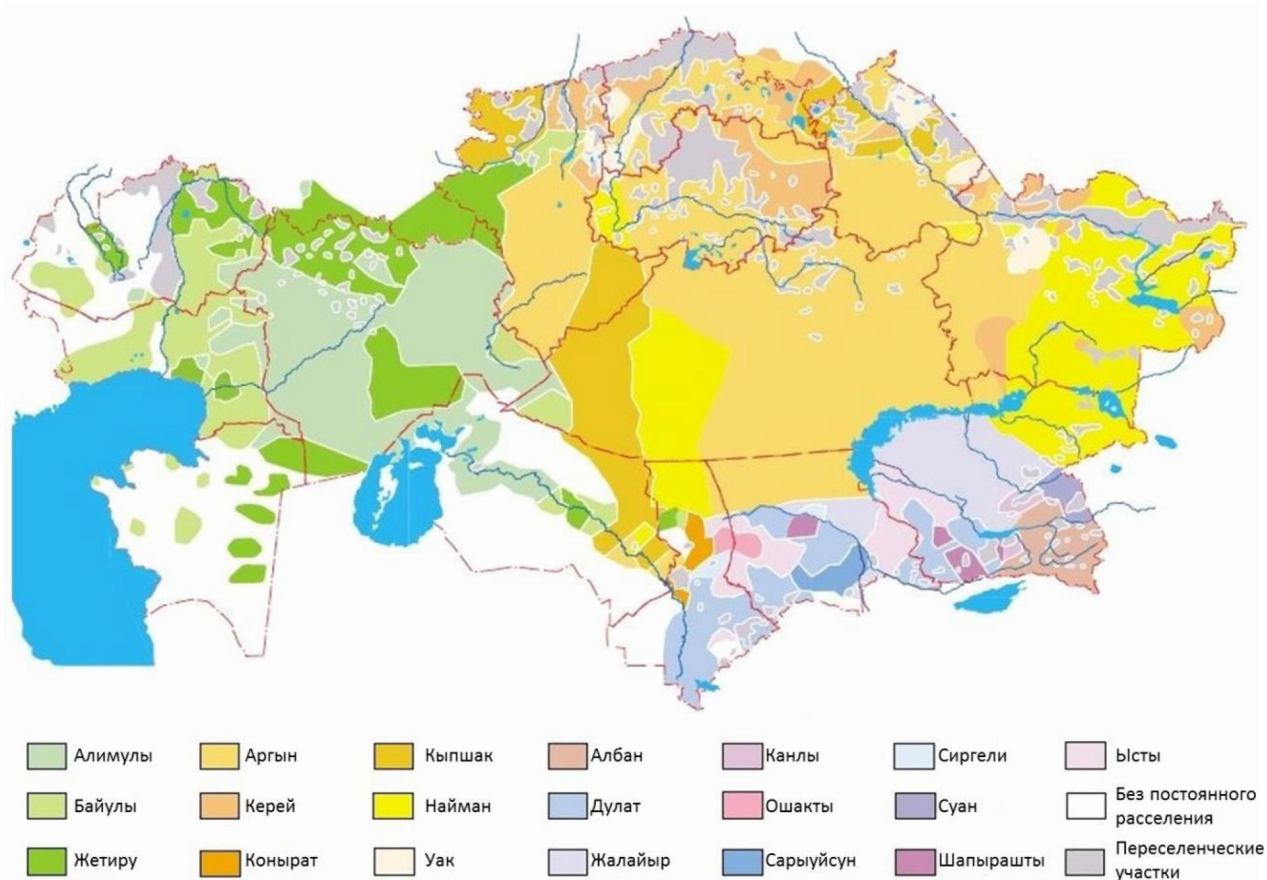 Алимулы
Аргын
Кыпшак
Албан
Канлы
Сиргели
Ысты
Байулы
Керей
Найман
Дулат
Ошакты
Суан
Без постоянного
расселения
Жетиру
Конырат
Уак
Жалайыр
Сарыуйсун
Шапырашты
Переселенческие
участки